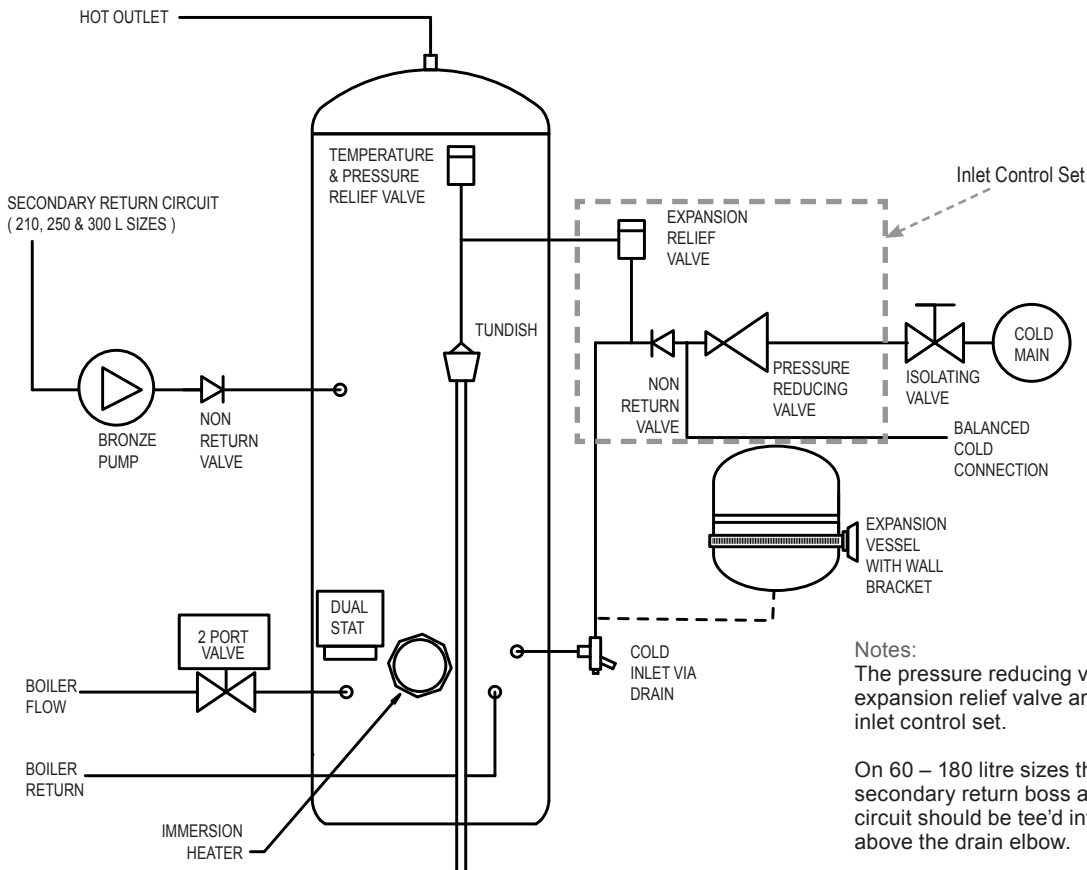 HOT OUTLET
TEMPERATURE
& PRESSURE
RELIEF VALVE
Inlet Control Set
SECONDARY RETURN CIRCUIT
( 210, 250 & 300 L SIZES )
EXPANSION
RELIEF
VALVE
TUNDISH
COLD
MAIN
PRESSURE
REDUCING
VALVE
ISOLATING
VALVE
NON
RETURN
VALVE
BRONZE
PUMP
NON
RETURN
VALVE
BALANCED
COLD
CONNECTION
EXPANSION
VESSEL
WITH WALL
BRACKET
DUAL
STAT
2 PORT
VALVE
COLD
INLET VIA
DRAIN
BOILER
FLOW
BOILER
RETURN
IMMERSION
HEATER
Notes:
The pressure reducing
expansion relief valve
inlet control set.
On 60 – 180 litre sizes
secondary return boss
circuit should be tee'd
above the drain elbow.